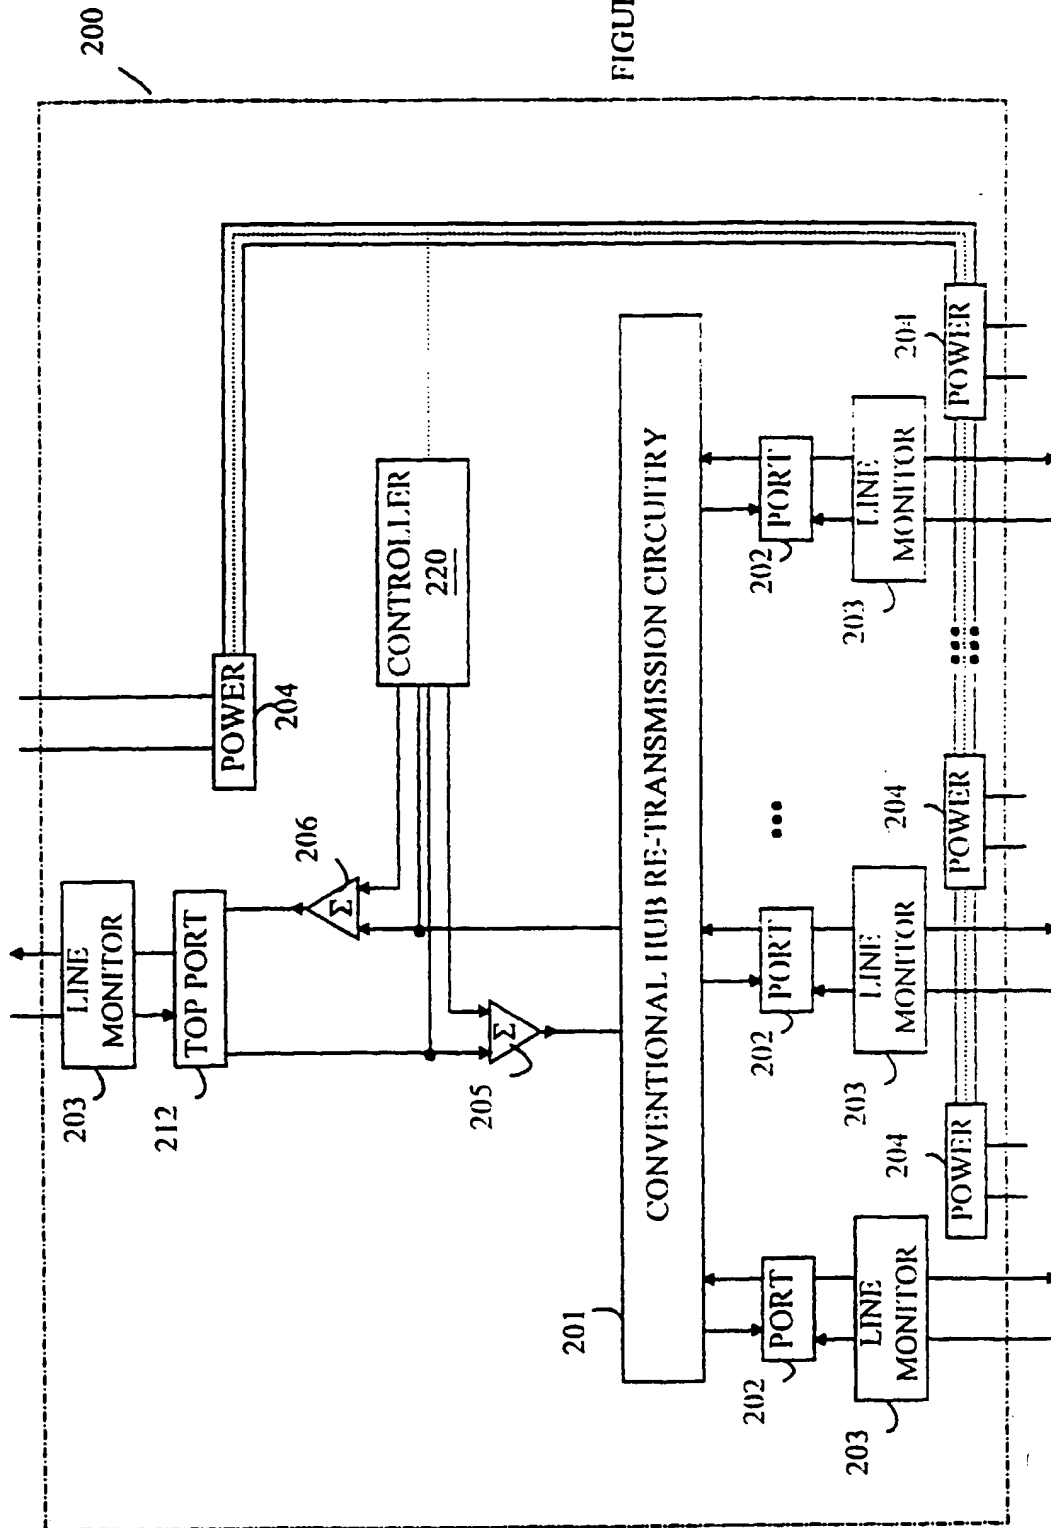 200
LINE
MONITOR
203
TOP PORT
212
POWER
204
206
Σ
CONTROLLER
220
Σ
205
FIGU
201
CONVENTIONAL HUB RE-TRANSMISSION CIRCUITRY
PORT
202
PORT
202
...
PORT
202
LINE
MONITOR
203
LINE
MONITOR
203
LINE
MONITOR
203
204
POWER
204
POWER
204
POWER